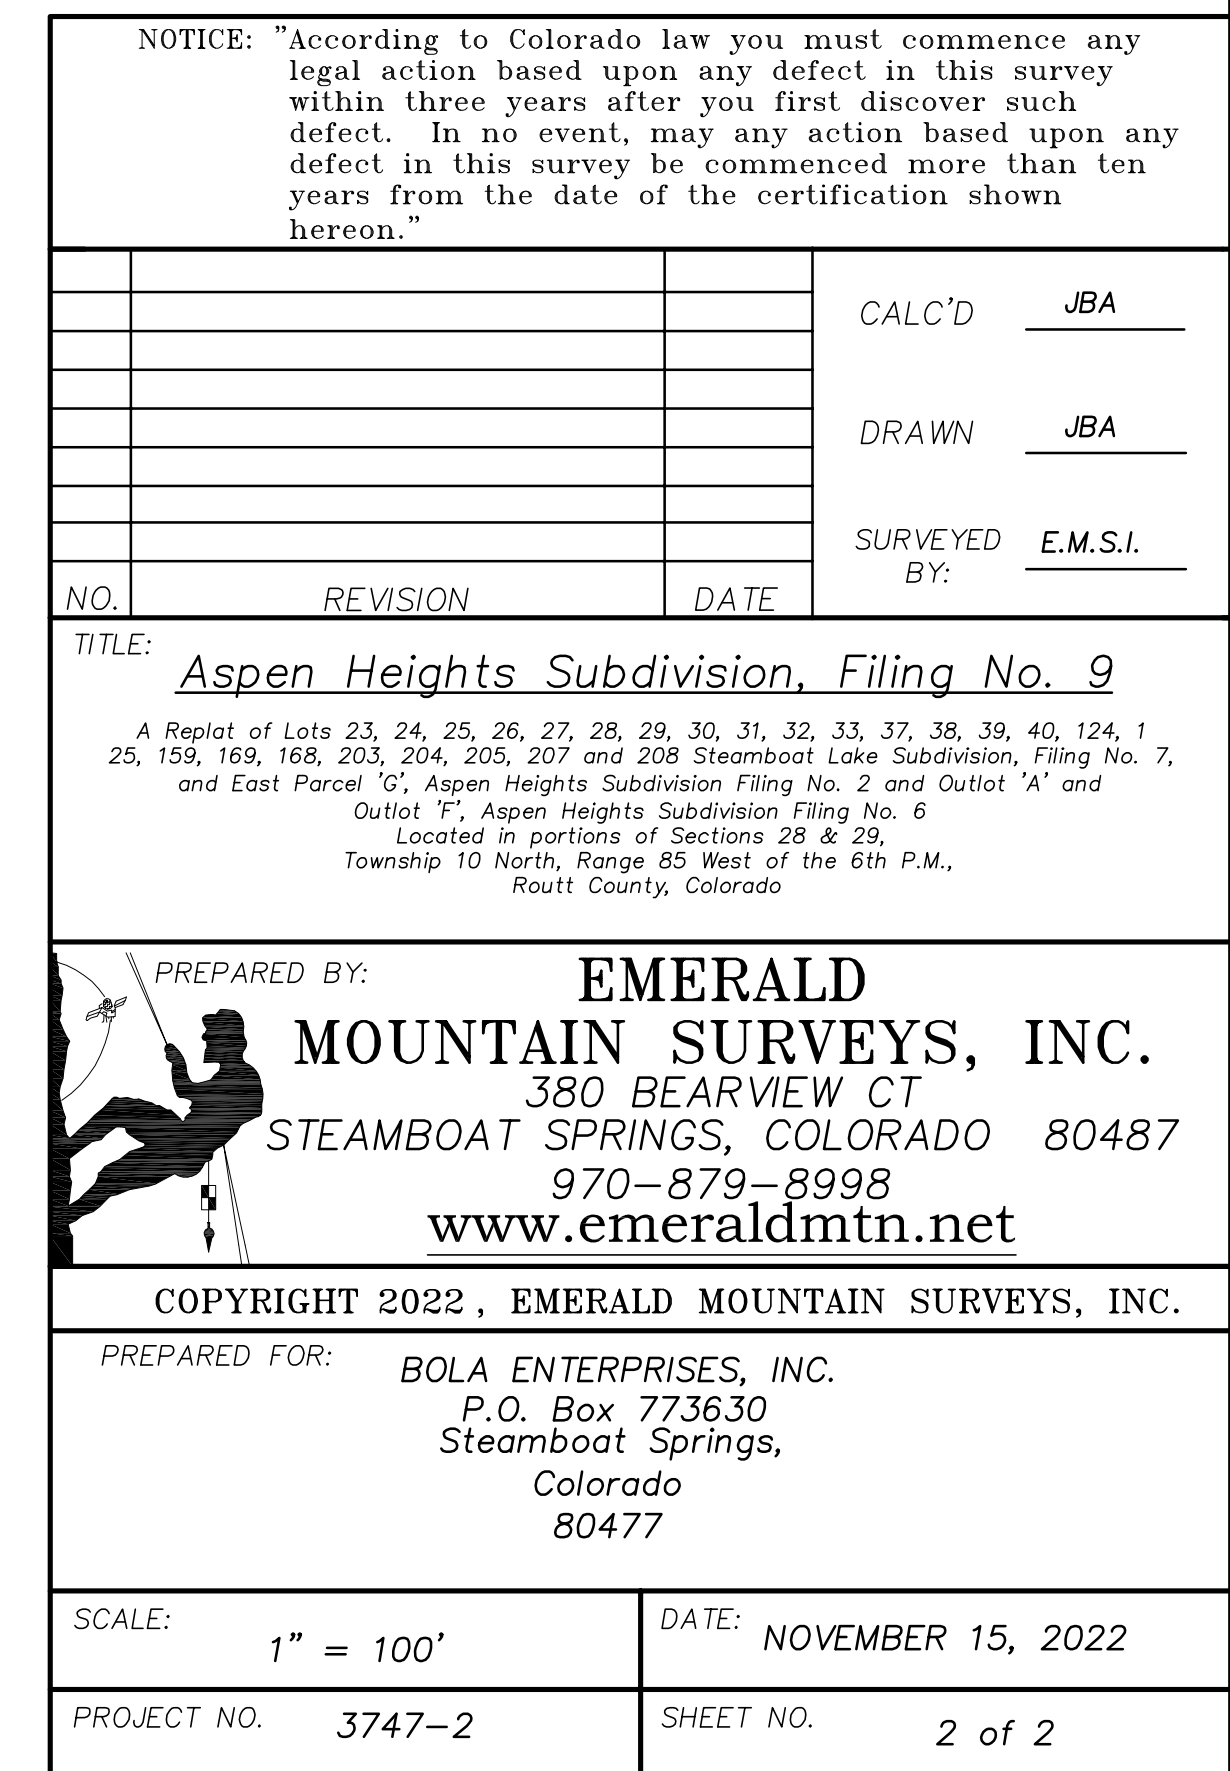 NOTICE: "According to Colorado law you must commence any
legal action based upon any defect in this survey
within three years after you first discover such
defect. In no event, may any action based upon any
defect in this survey be commenced more than ten
years from the date of the certification shown
hereon."
CALC'D JBA
DRAWN JBA
SURVEYED E.M.S.I.
BY:
NO. REVISION DATE
TITLE:
Aspen Heights Subdivision, Filing No. 9
A Replat of Lots 23, 24, 25, 26, 27, 28, 29, 30, 31, 32, 33, 37, 38, 39, 40, 124, 1
25, 159, 169, 168, 203, 204, 205, 207 and 208 Steamboat Lake Subdivision, Filing No. 7,
and East Parcel 'G', Aspen Heights Subdivision Filing No. 2 and Outlot 'A' and
Outlot 'F', Aspen Heights Subdivision Filing No. 6
Located in portions of Sections 28 & 29,
Township 10 North, Range 85 West of the 6th P.M.,
Routt County, Colorado
PREPARED BY:
EMERALD
MOUNTAIN SURVEYS, INC.
380 BEARVIEW CT
STEAMBOAT SPRINGS, COLORADO 80487
970-879-8998
www.emeraldmtn.net
COPYRIGHT 2022 , EMERALD MOUNTAIN SURVEYS, INC.
PREPARED FOR:
BOLA ENTERPRISES, INC.
P.O. Box 773630
Steamboat Springs,
Colorado
80477
SCALE:
1" = 100'
DATE: NOVEMBER 15, 2022
PROJECT NO. 3747-2
SHEET NO. 2 of 2